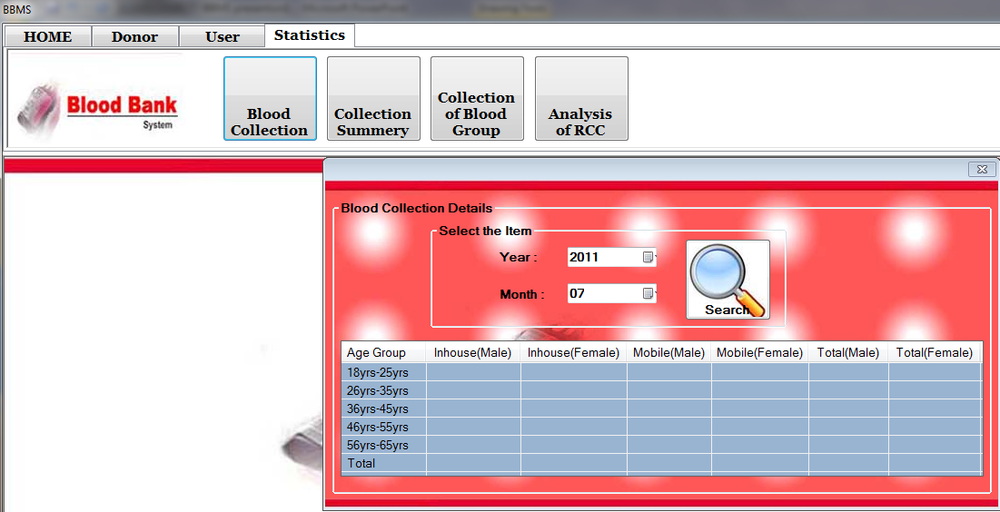 BBMS
HOME Donor User Statistics
Blood Bank
System
Blood
Collection
Collection
Summery
Collection
of Blood
Group
Analysis
of RCC
Blood Collection Details
Select the Item
Year : 2011
Month : 07
Search
Age Group Inhouse(Male) Inhouse(Female) Mobile(Male) Mobile(Female) Total(Male) Total(Female)
18yrs-25yrs
26yrs-35yrs
36yrs-45yrs
46yrs-55yrs
56yrs-65yrs
Total